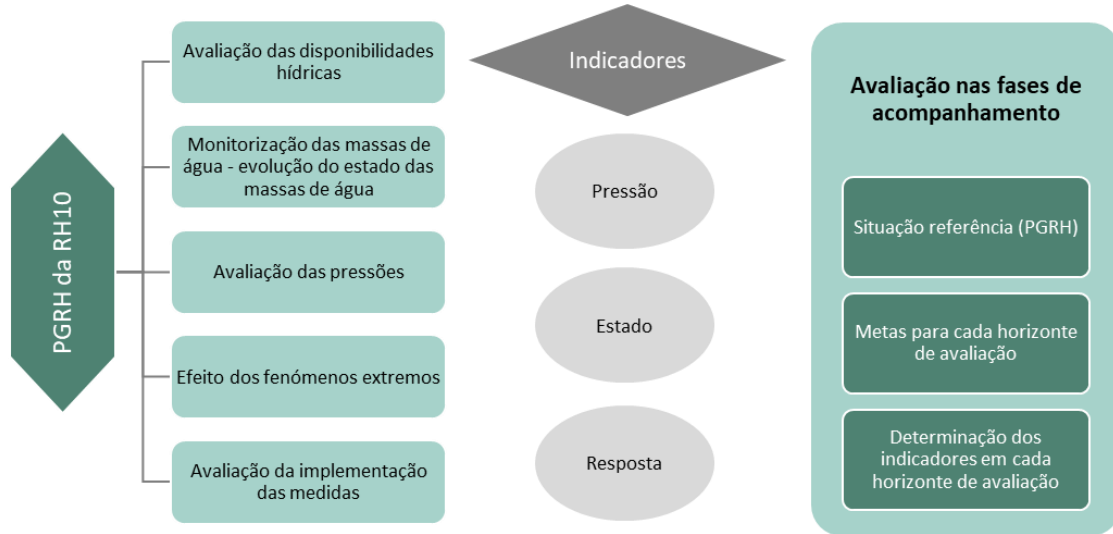 PGRH da RH10
Avaliação das disponibilidades
hídricas
Monitorização das massas de
água - evolução do estado das
massas de água
Avaliação das pressões
Efeito dos fenómenos extremos
Avaliação da implementação
das medidas
Indicadores
Pressão
Estado
Resposta
Avaliação nas fases de
acompanhamento
Situação referência (PGRH)
Metas para cada horizonte
de avaliação
Determinação dos
indicadores em cada
horizonte de avaliação